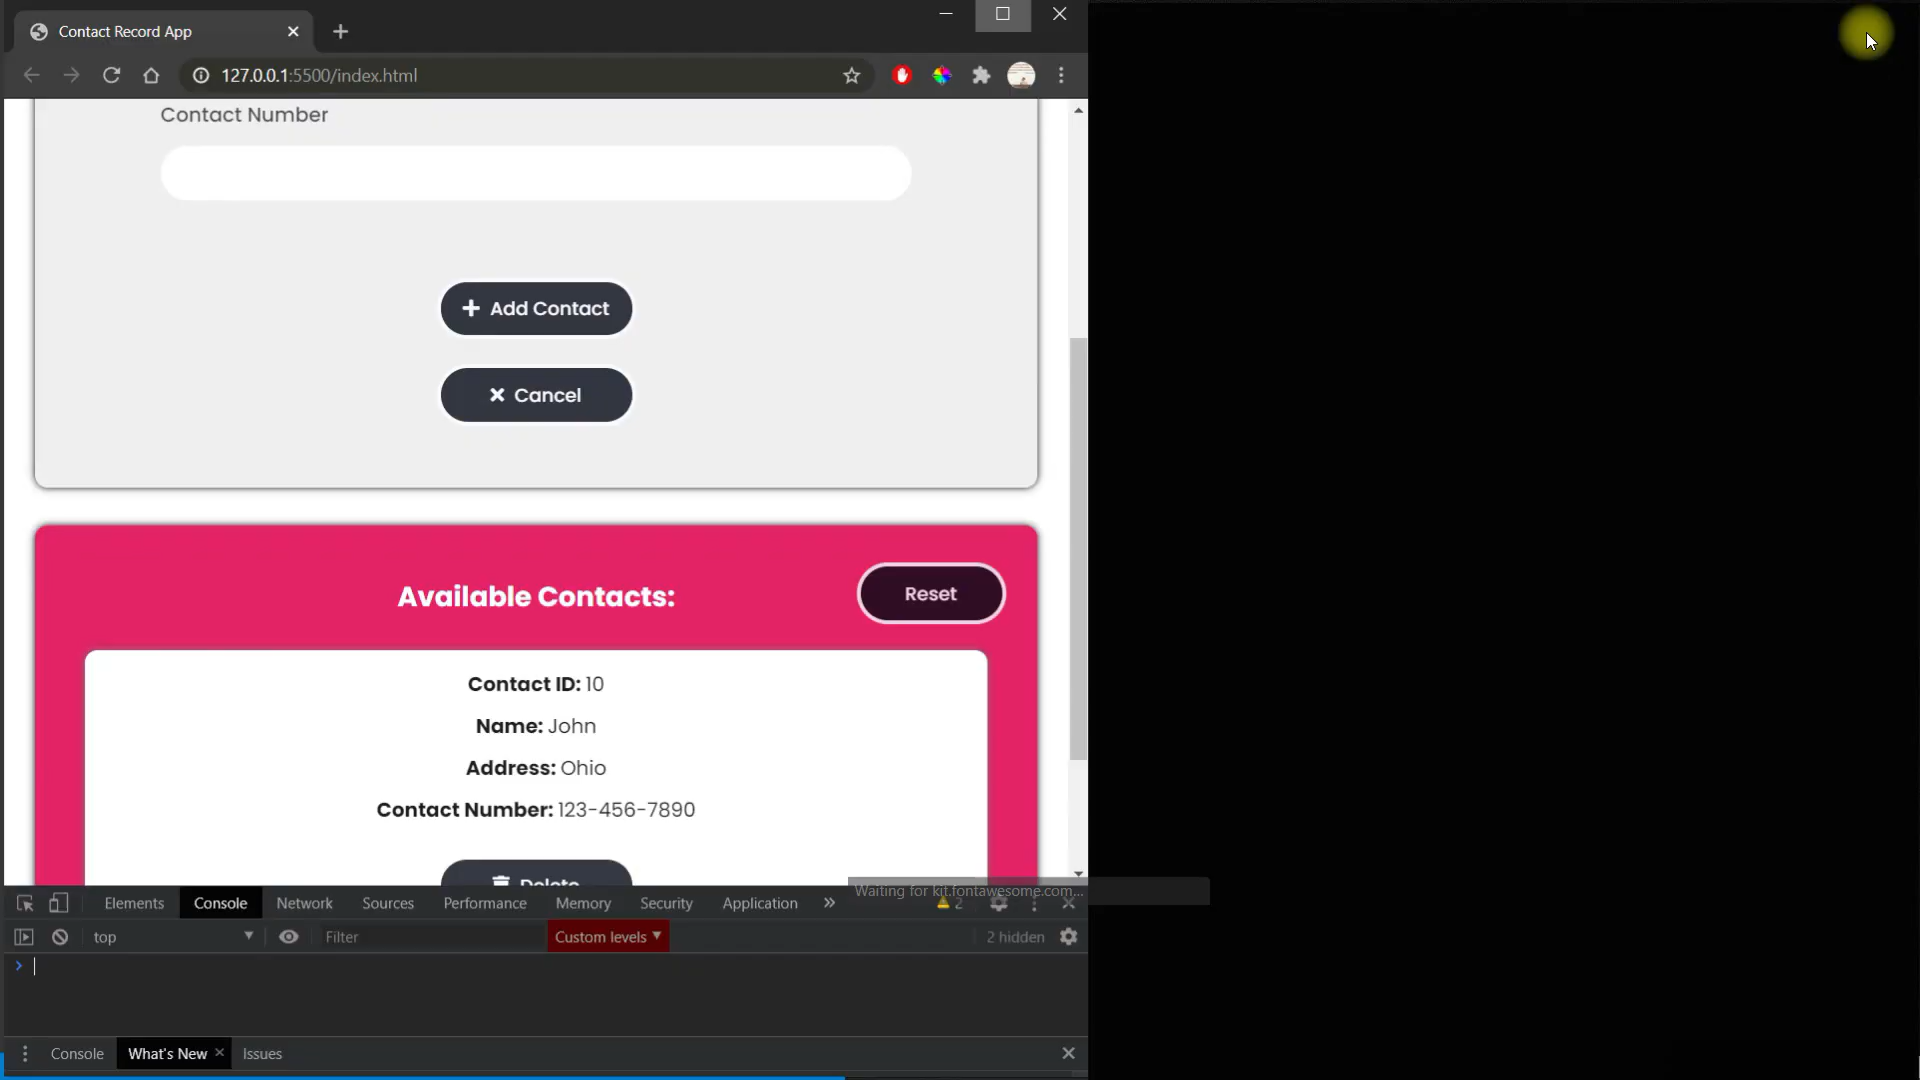 Contact Record App
127.0.0.1:5500/index.html
Contact Number
Add Contact
Cancel
Available Contacts:
Reset
Contact ID: 10
Name: John
Address: Ohio
Contact Number: 123-456-7890
Delete
Waiting for kit.fontawesome.com...
Elements Console Network Sources Performance Memory Security Application » 2
top Filter Custom levels 2 hidden
Console What's New Issues